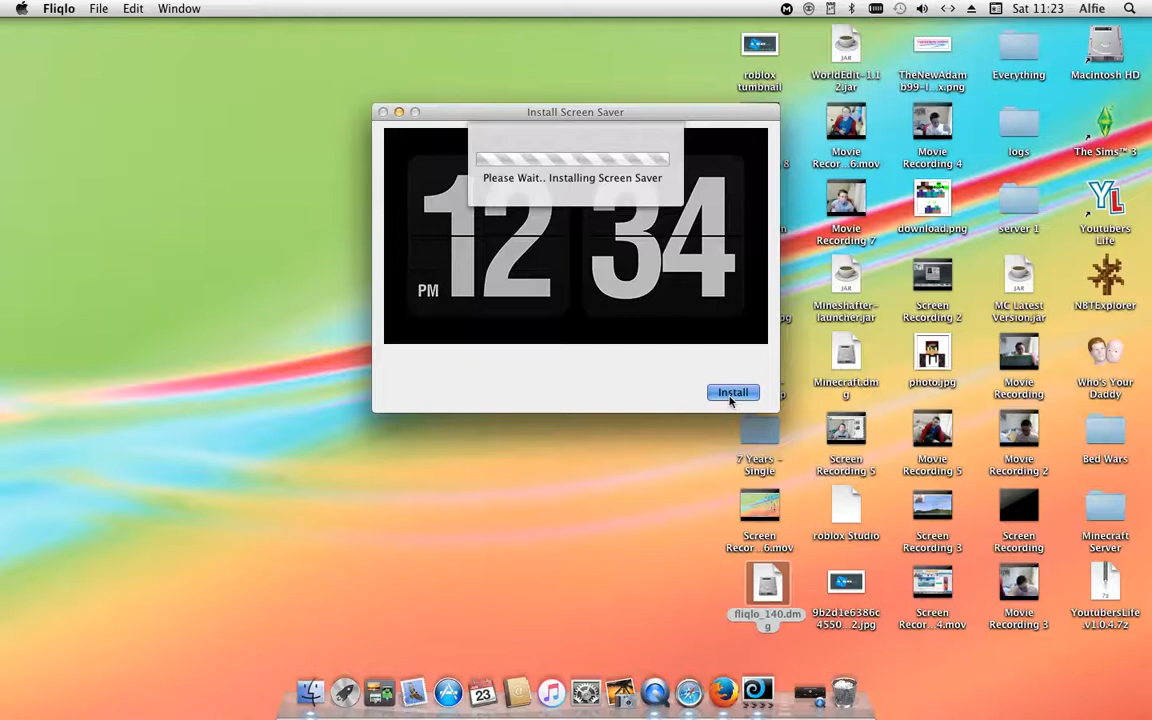 Fliqlo File Edit Window
Sat 11:23 Alfie
Install Screen Saver
Please Wait.. Installing Screen Saver
12 34
PM
Install
roblox
tumbnail
WorldEdit-1.1
2.jar
TheNewAdam
b99-l...x.png
Everything
Macintosh HD
Movie
Recor...6.mov
Movie
Recording 4
logs
The Sims™ 3
Movie
Recording 7
download.png
server 1
YL
Youtubers
Life
Mineshafter-
launcher.jar
Screen
Recording 2
MC Latest
Version.jar
NBTExplorer
Minecraft.dm
g
photo.jpg
Movie
Recording
Who's Your
Daddy
7 Years -
Single
Screen
Recording 5
Movie
Recording 5
Movie
Recording 2
Bed Wars
Screen
Recor...6.mov
roblox Studio
Screen
Recording 3
Screen
Recording
Minecraft
Server
fliqlo_140.dm
g
9b2d1e6386c
4550...2.jpg
Screen
Recor...4.mov
Movie
Recording 3
YoutubersLife
.v1.0.4.7z
JAR
JAR
JAR
7z
23